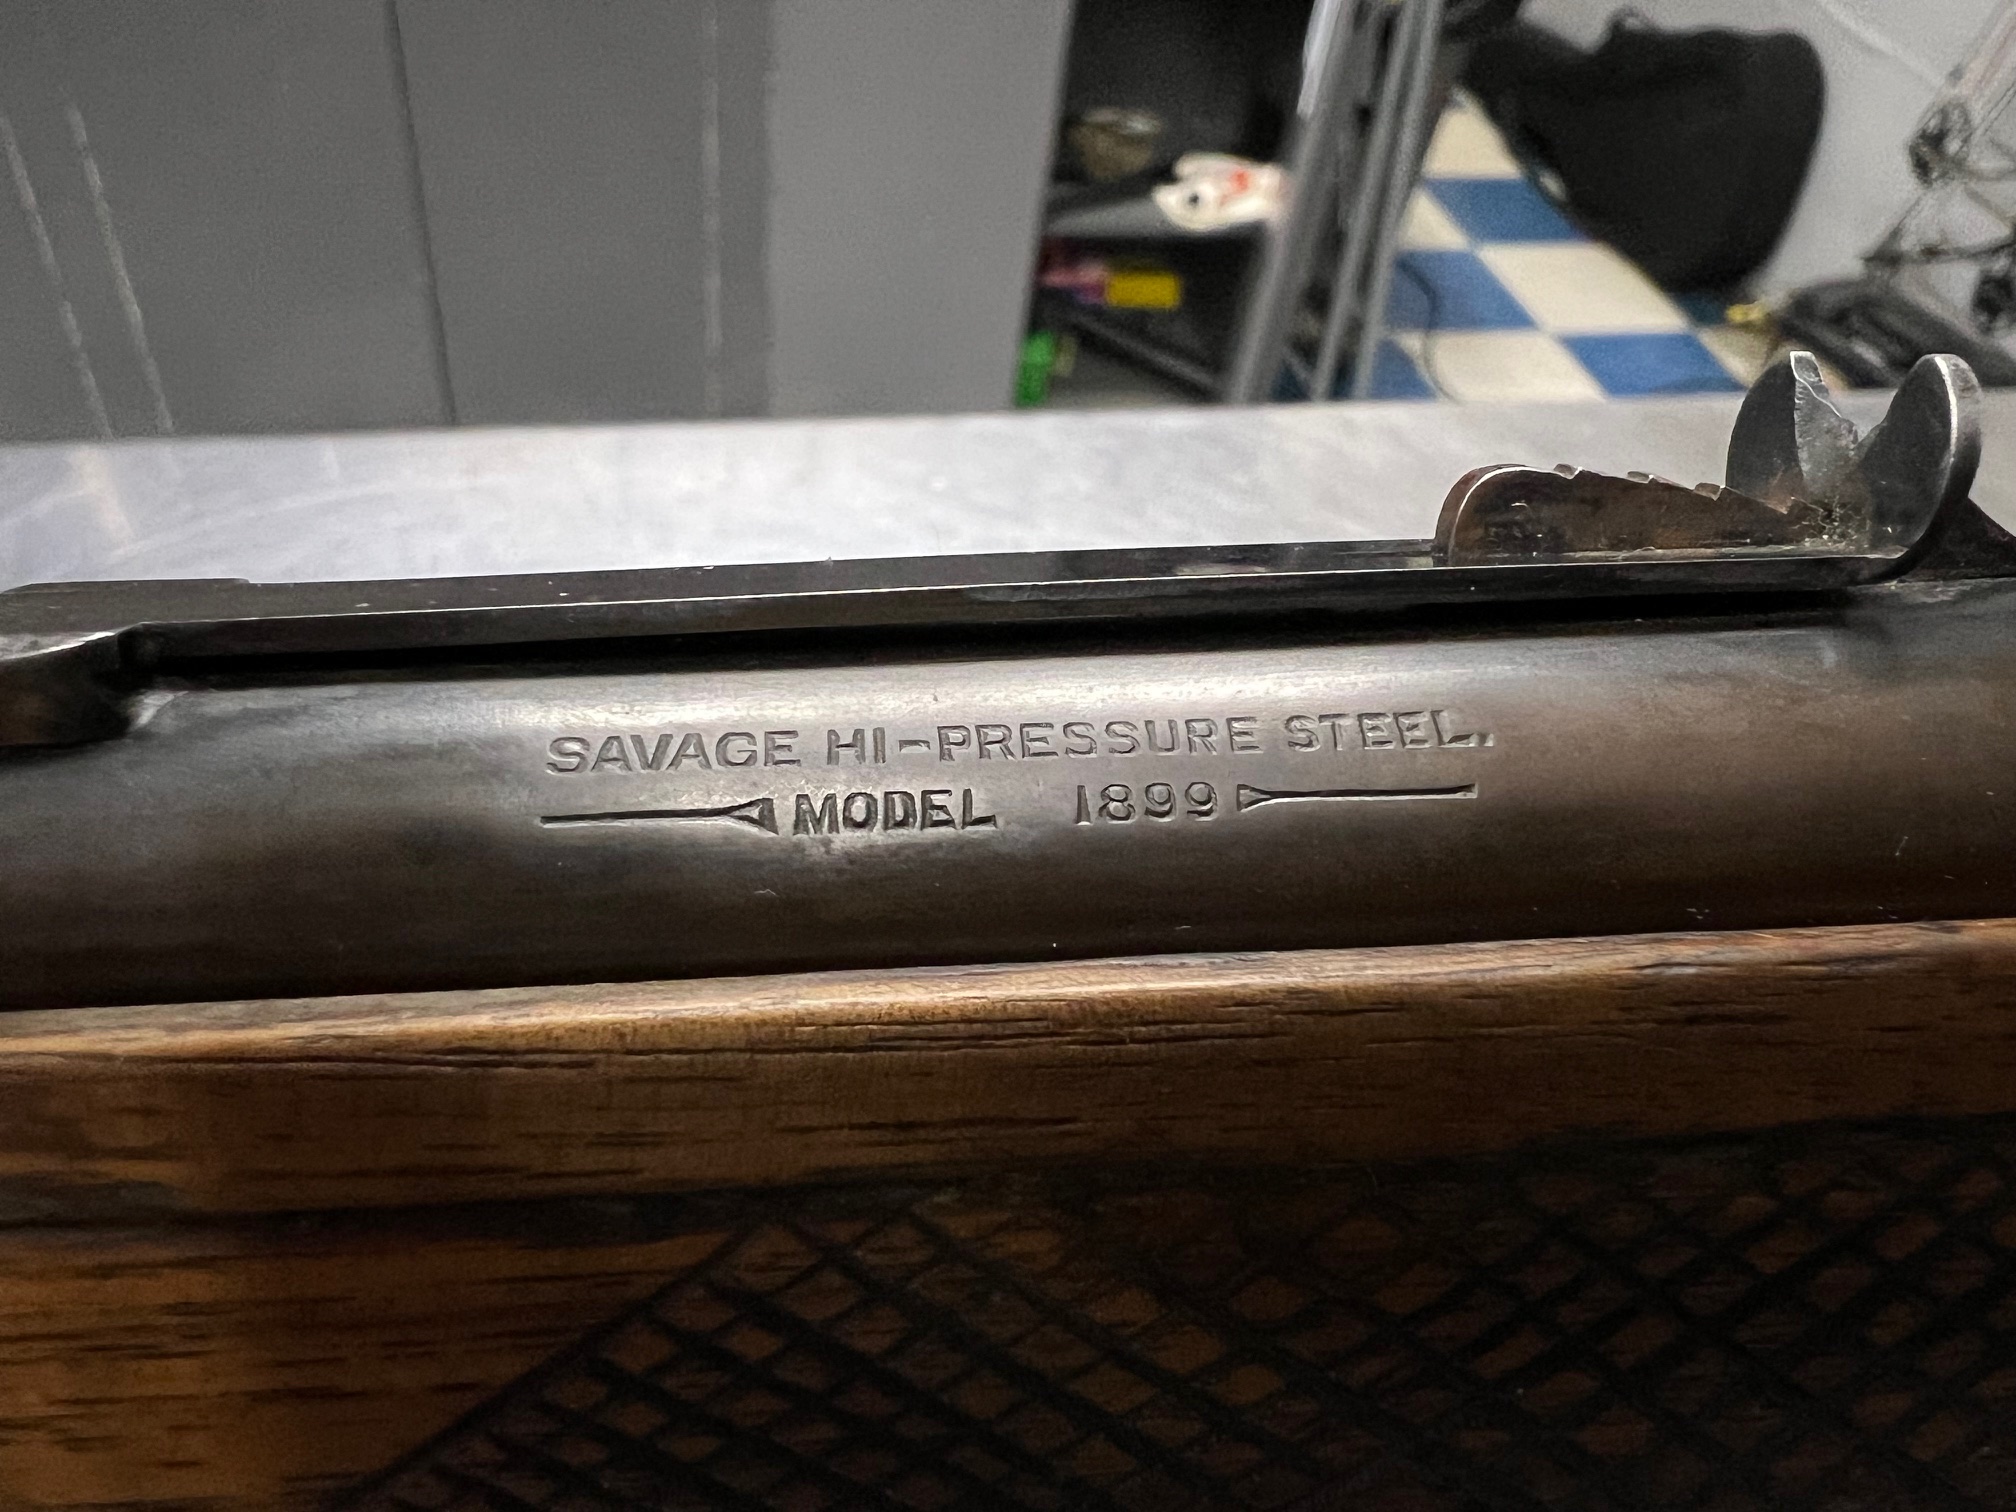 SAVAGE HI-PRESSURE STEEL.
MODEL 1899